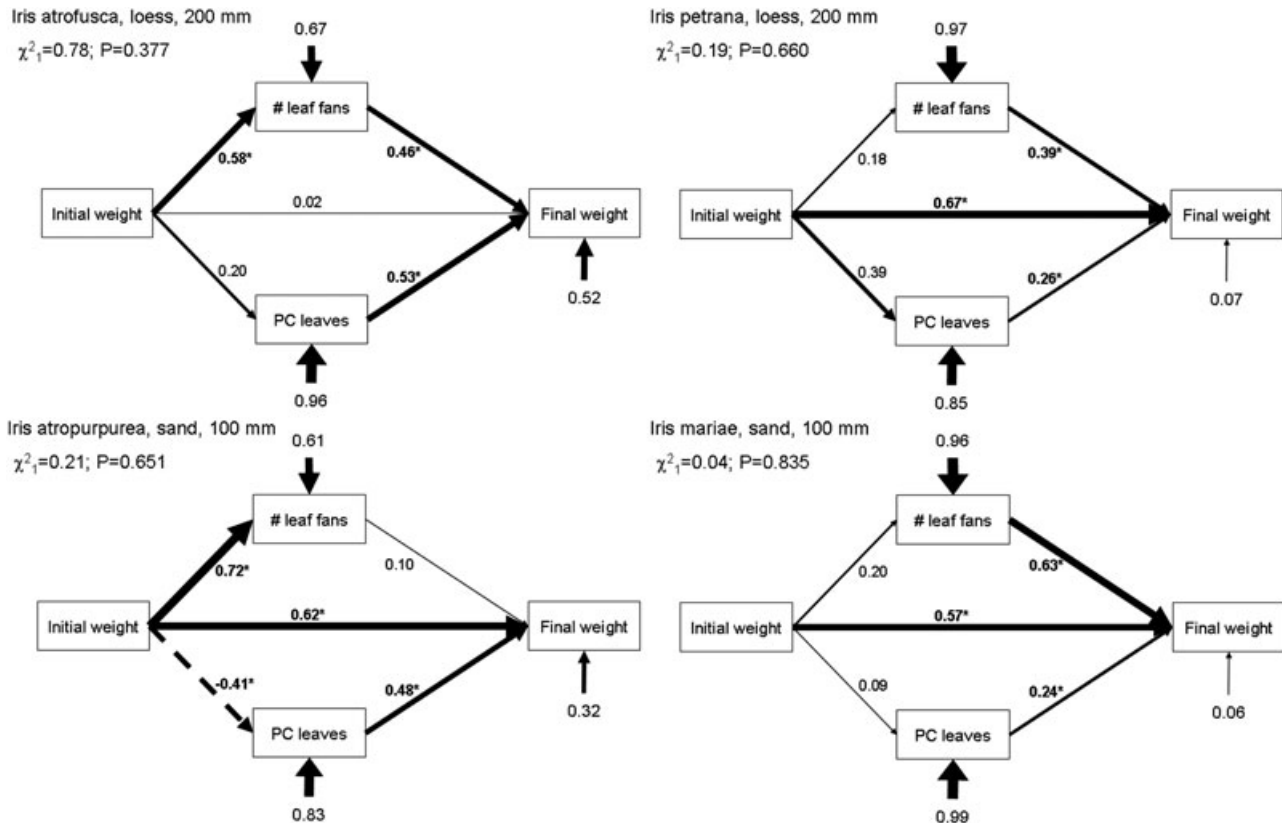 Iris atrofusca, loess, 200 mm
χ²₁=0.78; P=0.377
0.67
# leaf fans
0.58*
0.46*
Initial weight
0.02
Final weight
0.20
0.53*
0.52
PC leaves
0.96
Iris petrana, loess, 200 mm
χ²₁=0.19; P=0.660
0.97
# leaf fans
0.18
0.39*
Initial weight
0.67*
Final weight
0.39
0.26*
0.07
PC leaves
0.85
Iris atropurpurea, sand, 100 mm
χ²₁=0.21; P=0.651
0.61
# leaf fans
0.72*
0.10
Initial weight
0.62*
Final weight
-0.41*
0.48*
0.32
PC leaves
0.83
Iris mariae, sand, 100 mm
χ²₁=0.04; P=0.835
0.96
# leaf fans
0.20
0.63*
Initial weight
0.57*
Final weight
0.09
0.24*
0.06
PC leaves
0.99